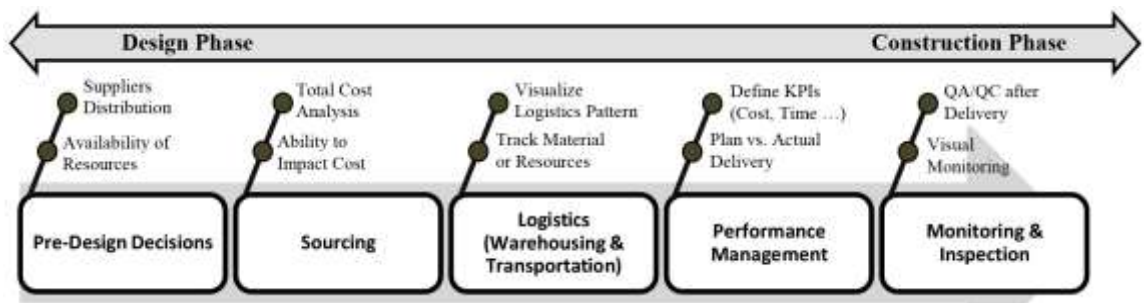 Design Phase
Construction Phase
Suppliers
Distribution
Availability of
Resources
Total Cost
Analysis
Ability to
Impact Cost
Visualize
Logistics Pattern
Track Material
or Resources
Define KPIs
(Cost, Time …)
Plan vs. Actual
Delivery
QA/QC after
Delivery
Visual
Monitoring
Pre-Design Decisions
Sourcing
Logistics
(Warehousing &
Transportation)
Performance
Management
Monitoring &
Inspection